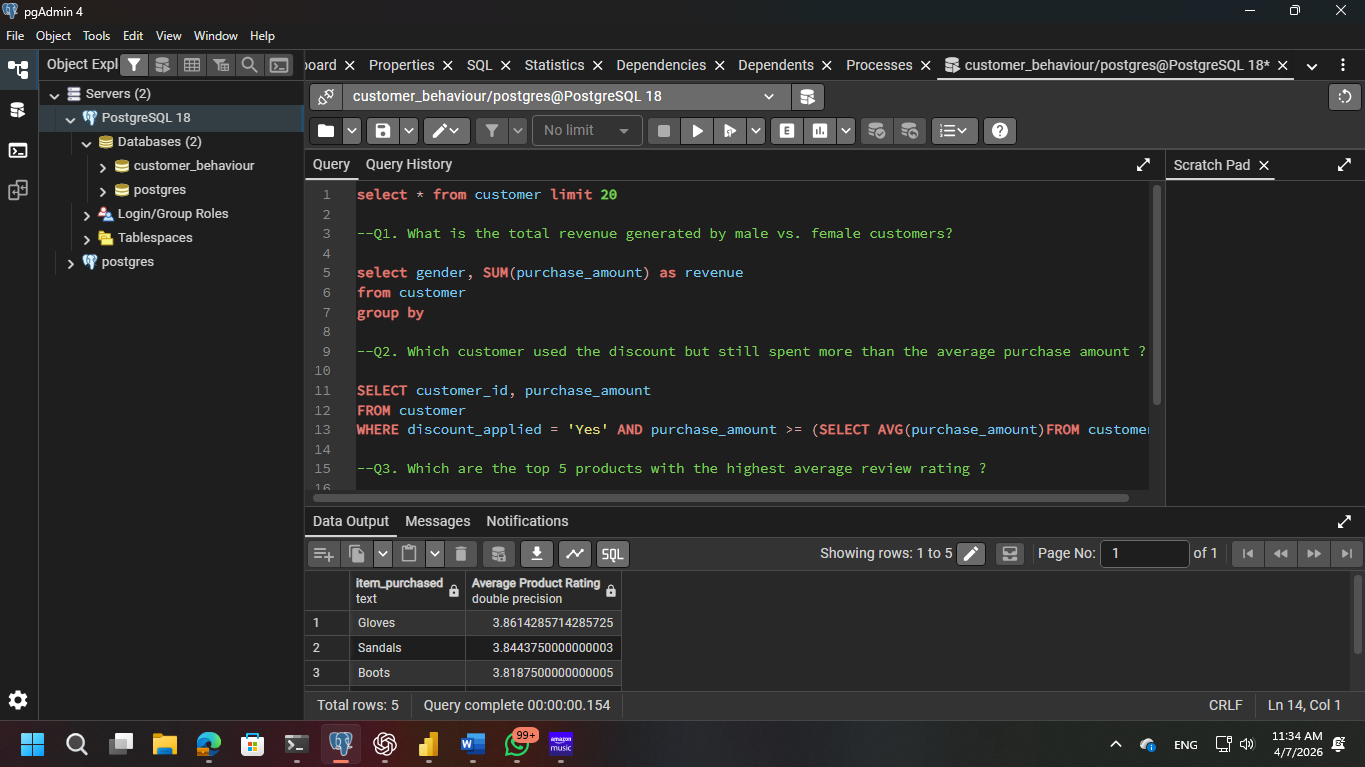 pgAdmin 4
File Object Tools Edit View Window Help
Object Expl
oard Properties SQL Statistics Dependencies Dependents Processes customer_behaviour/postgres@PostgreSQL 18*
Servers (2)
PostgreSQL 18
Databases (2)
customer_behaviour
postgres
Login/Group Roles
Tablespaces
postgres
customer_behaviour/postgres@PostgreSQL 18
No limit
E
Query Query History
Scratch Pad
1 select * from customer limit 20
2
3 --Q1. What is the total revenue generated by male vs. female customers?
4
5 select gender, SUM(purchase_amount) as revenue
6 from customer
7 group by
8
9 --Q2. Which customer used the discount but still spent more than the average purchase amount ?
10
11 SELECT customer_id, purchase_amount
12 FROM customer
13 WHERE discount_applied = 'Yes' AND purchase_amount >= (SELECT AVG(purchase_amount)FROM customer
14
15 --Q3. Which are the top 5 products with the highest average review rating ?
16
Data Output Messages Notifications
SQL
Showing rows: 1 to 5
Page No: 1 of 1
item_purchased text
Average Product Rating double precision
1 Gloves 3.8614285714285725
2 Sandals 3.8443750000000003
3 Boots 3.8187500000000005
Total rows: 5 Query complete 00:00:00.154 CRLF Ln 14, Col 1
99+
amazon music
ENG
11:34 AM
4/7/2026